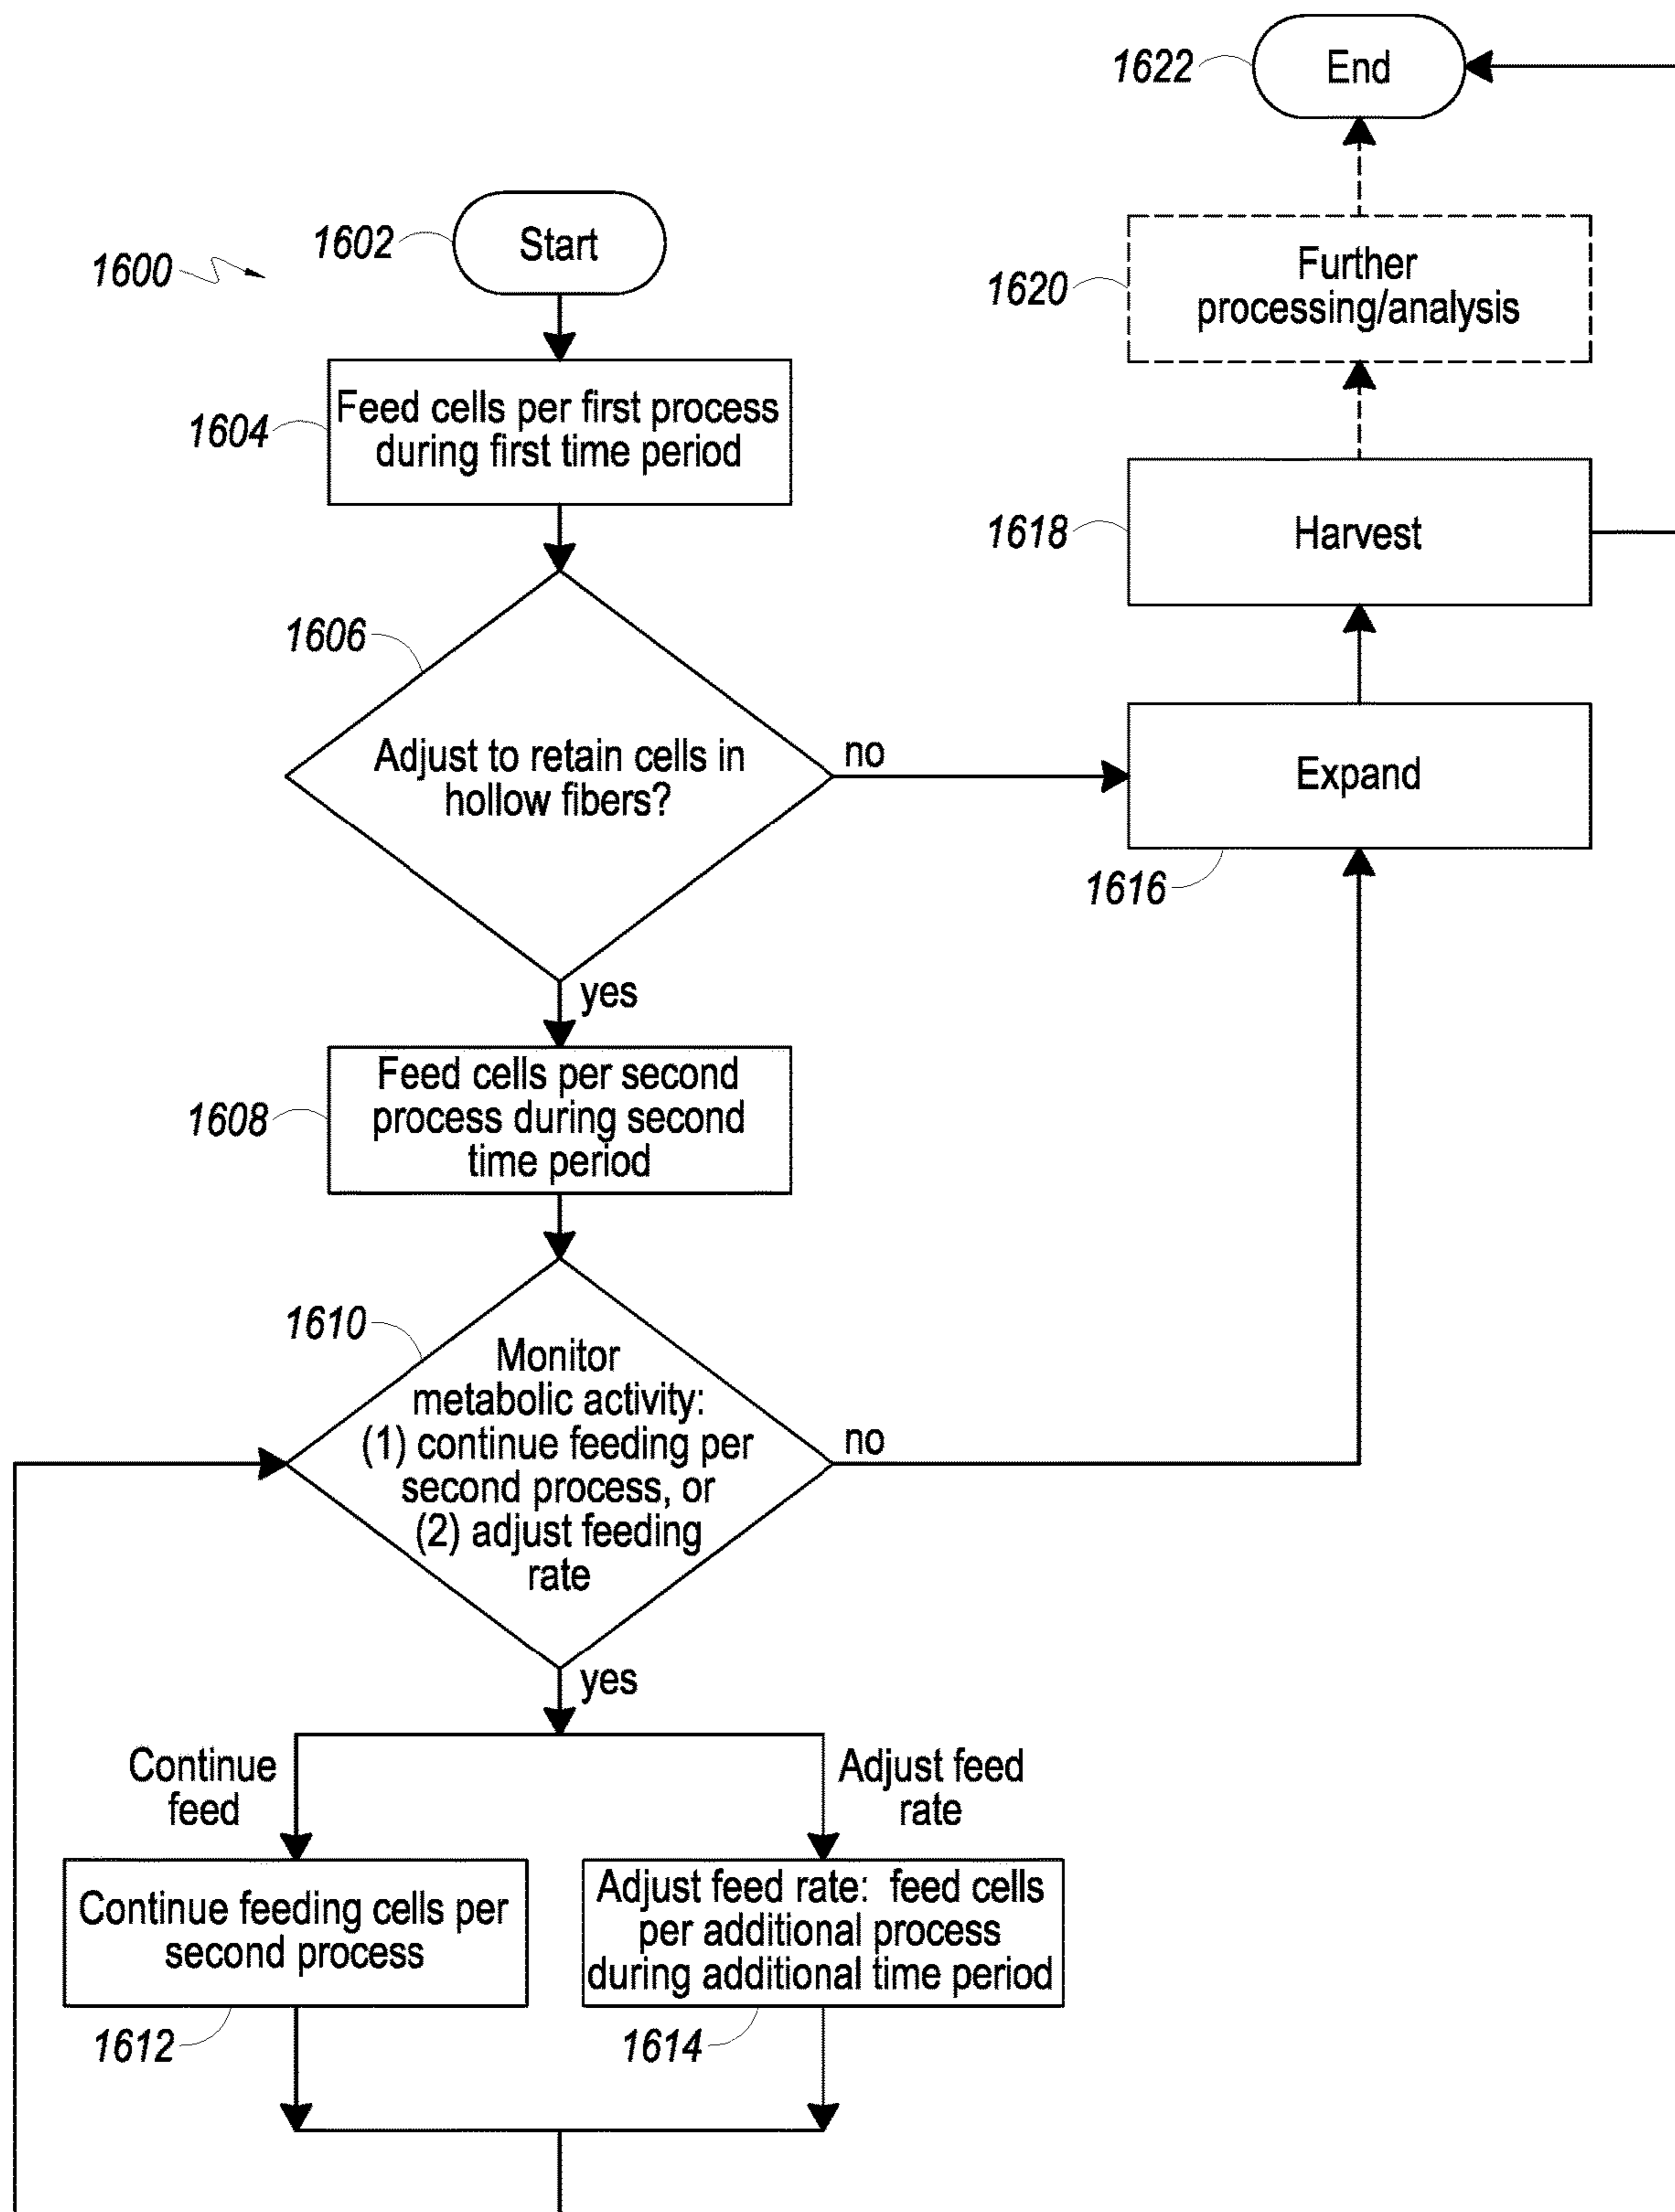 1622
End
1602
Start
1600
1620
Further
processing/analysis
1604
Feed cells per first process
during first time period
1618
Harvest
1606
Adjust to retain cells in
hollow fibers?
no
Expand
1616
yes
1608
Feed cells per second
process during second
time period
1610
Monitor
metabolic activity:
(1) continue feeding per
second process, or
(2) adjust feeding
rate
no
yes
Continue
feed
Adjust feed
rate
Continue feeding cells per
second process
1612
Adjust feed rate: feed cells
per additional process
during additional time period
1614